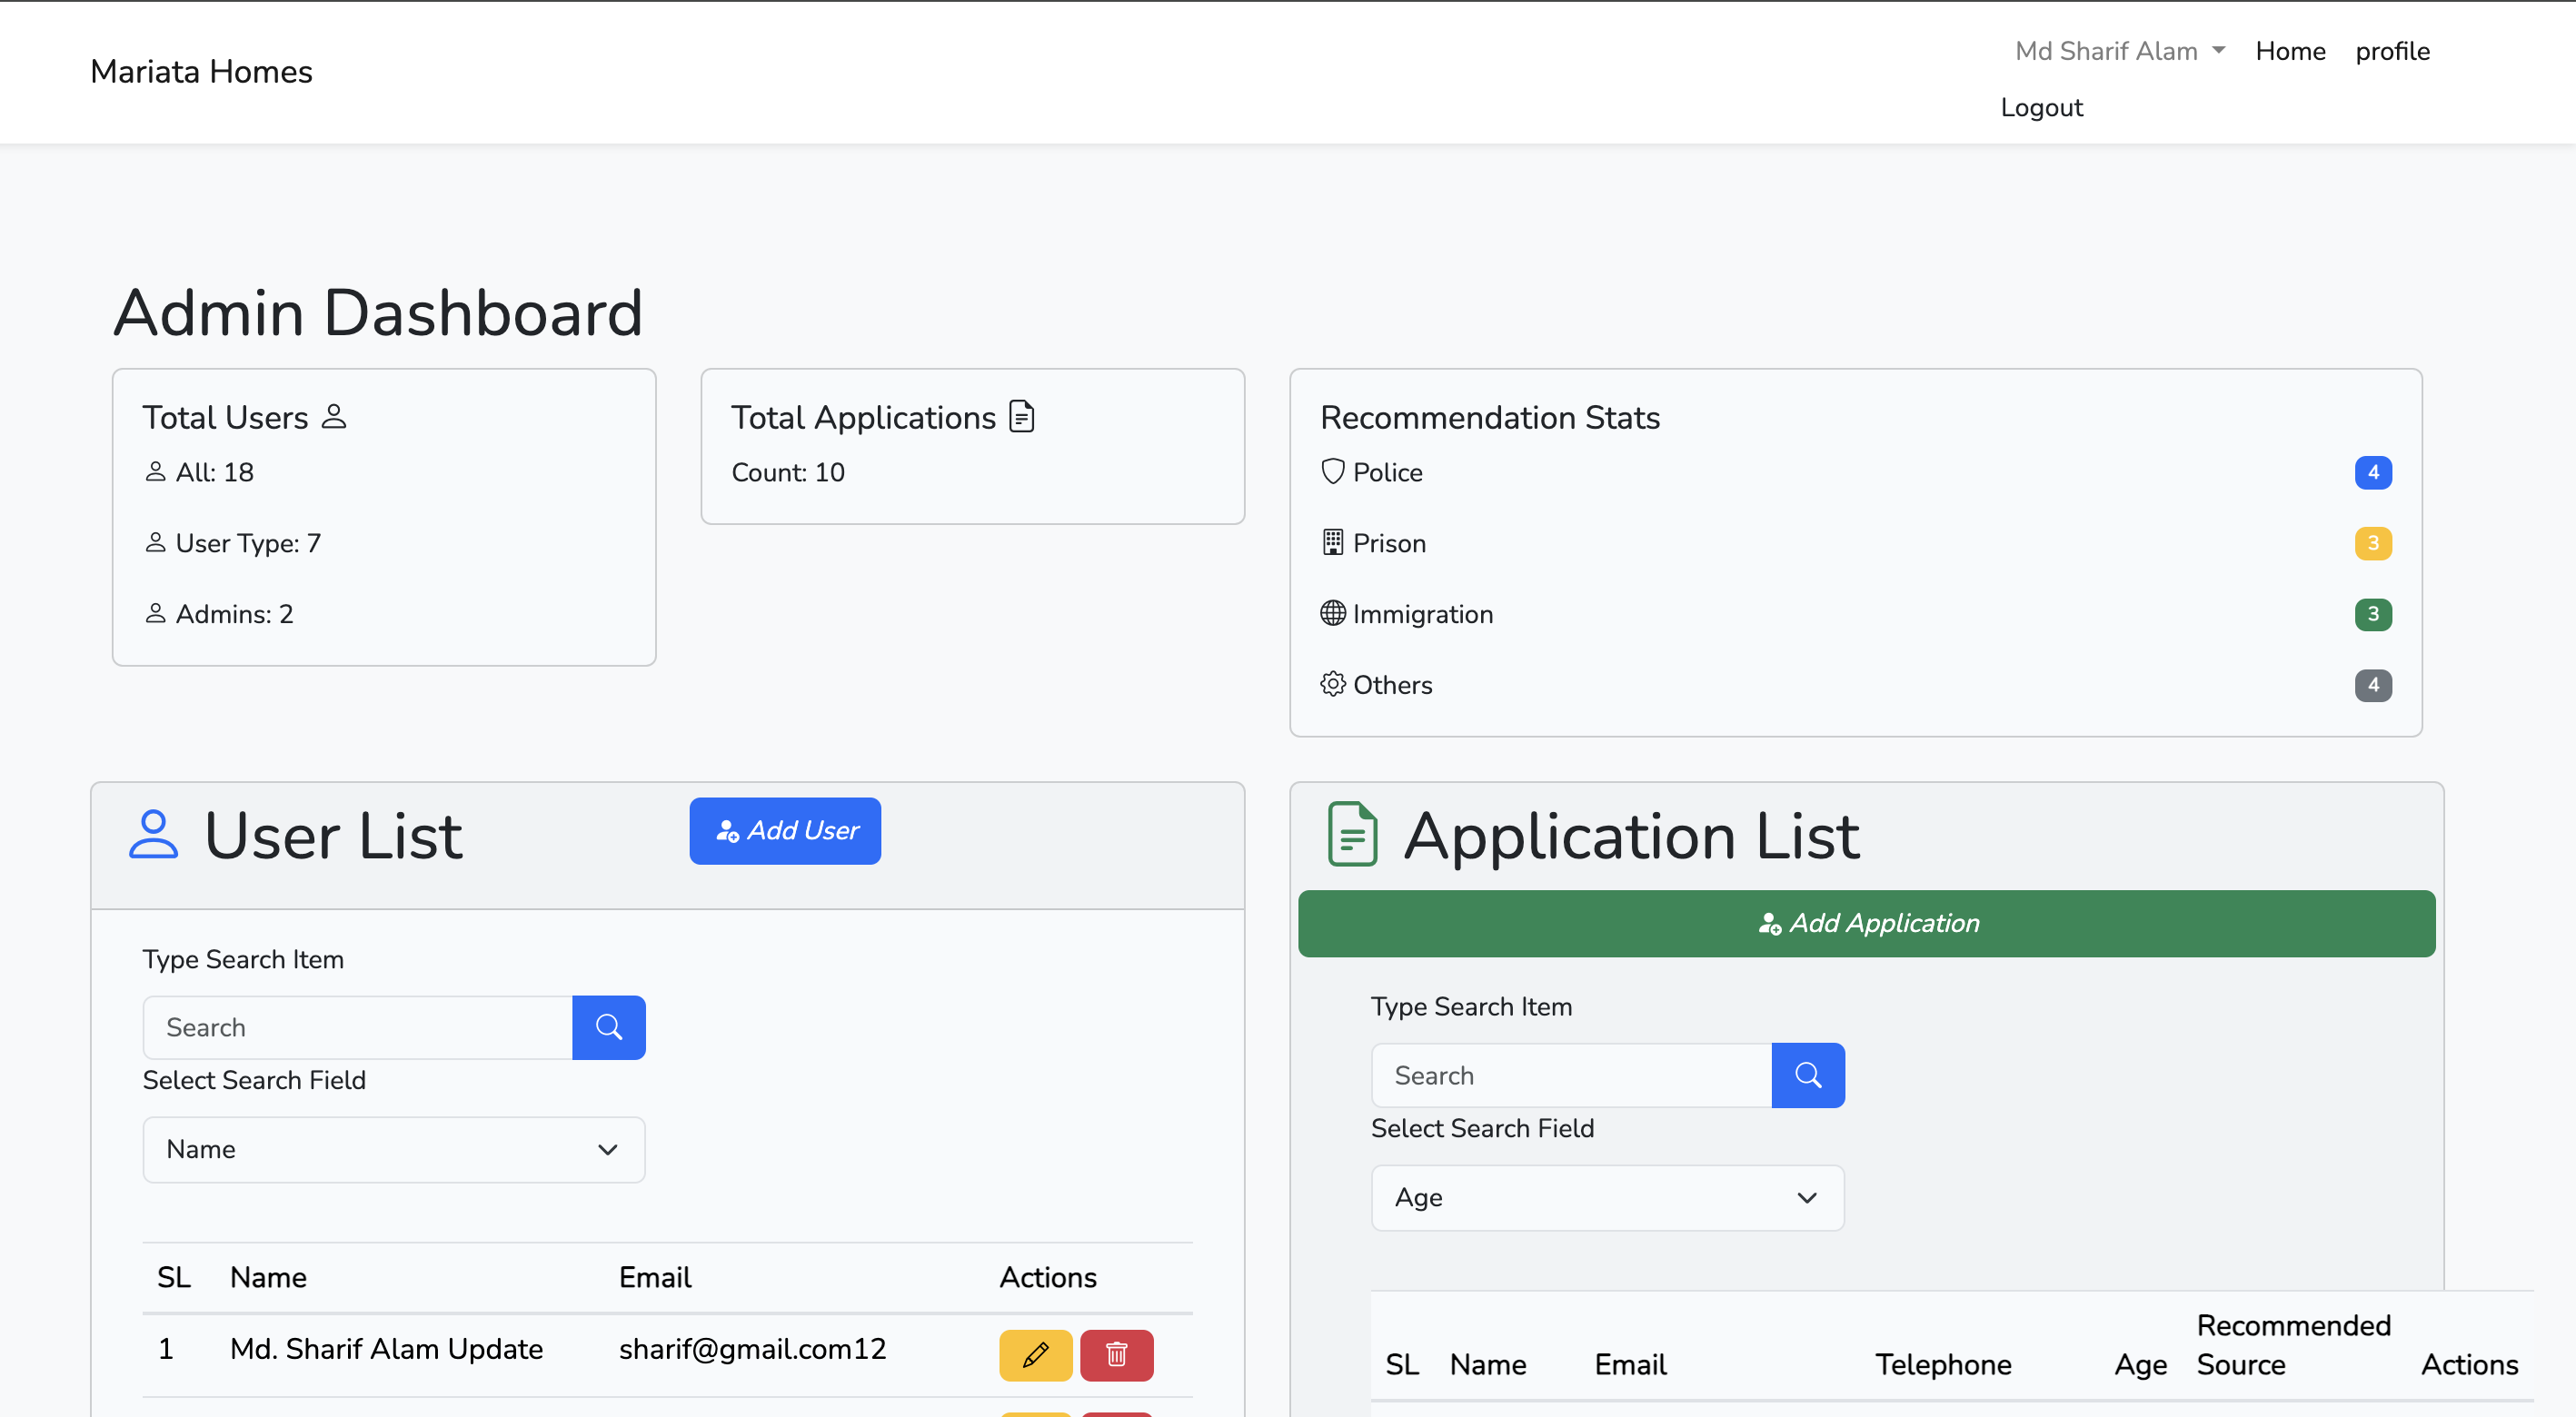 Mariata Homes
Md Sharif Alam Home profile
Logout
Admin Dashboard
Total Users
All: 18
User Type: 7
Admins: 2
Total Applications
Count: 10
Recommendation Stats
Police 4
Prison 3
Immigration 3
Others 4
User List Add User
Type Search Item
Search
Select Search Field
Name
SL Name Email Actions
1 Md. Sharif Alam Update sharif@gmail.com12
Application List
Add Application
Type Search Item
Search
Select Search Field
Age
SL Name Email Telephone Age Recommended Source Actions